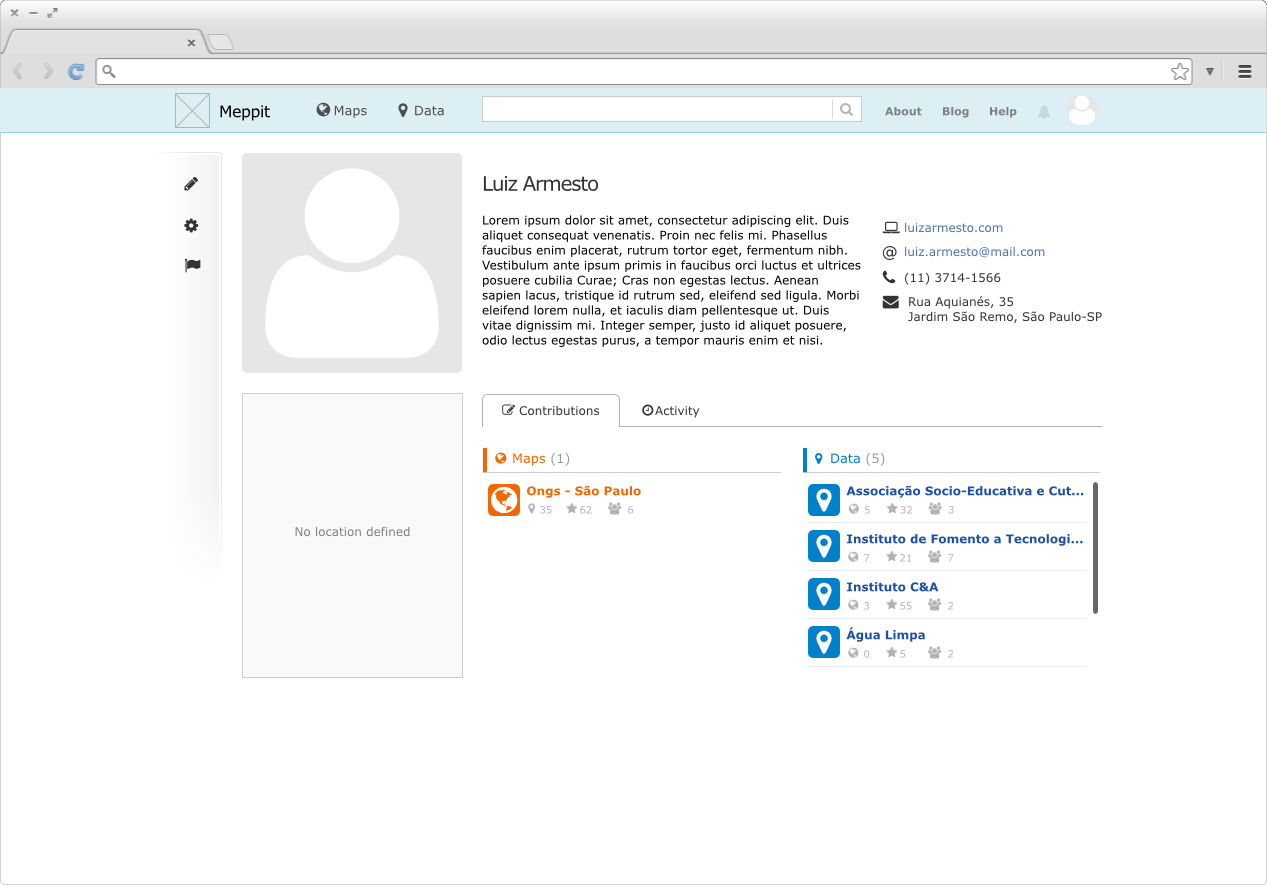 Meppit
Maps
Data
About
Blog
Help
Luiz Armesto
Lorem ipsum dolor sit amet, consectetur adipiscing elit. Duis
aliquet consequat venenatis. Proin nec felis mi. Phasellus
faucibus enim placerat, rutrum tortor eget, fermentum nibh.
Vestibulum ante ipsum primis in faucibus orci luctus et ultrices
posuere cubilia Curae; Cras non egestas lectus. Aenean
sapien lacus, tristique id rutrum sed, eleifend sed ligula. Morbi
eleifend lorem nulla, et iaculis diam pellentesque ut. Duis
vitae dignissim mi. Integer semper, justo id aliquet posuere,
odio lectus egestas purus, a tempor mauris enim et nisi.
luizarmesto.com
@ luiz.armesto@mail.com
(11) 3714-1566
Rua Aquianés, 35
Jardim São Remo, São Paulo-SP
No location defined
Contributions
Activity
Maps (1)
Ongs - São Paulo
35 62 6
Data (5)
Associação Socio-Educativa e Cut...
5 32 3
Instituto de Fomento a Tecnologi...
7 21 7
Instituto C&A
3 55 2
Água Limpa
0 5 2